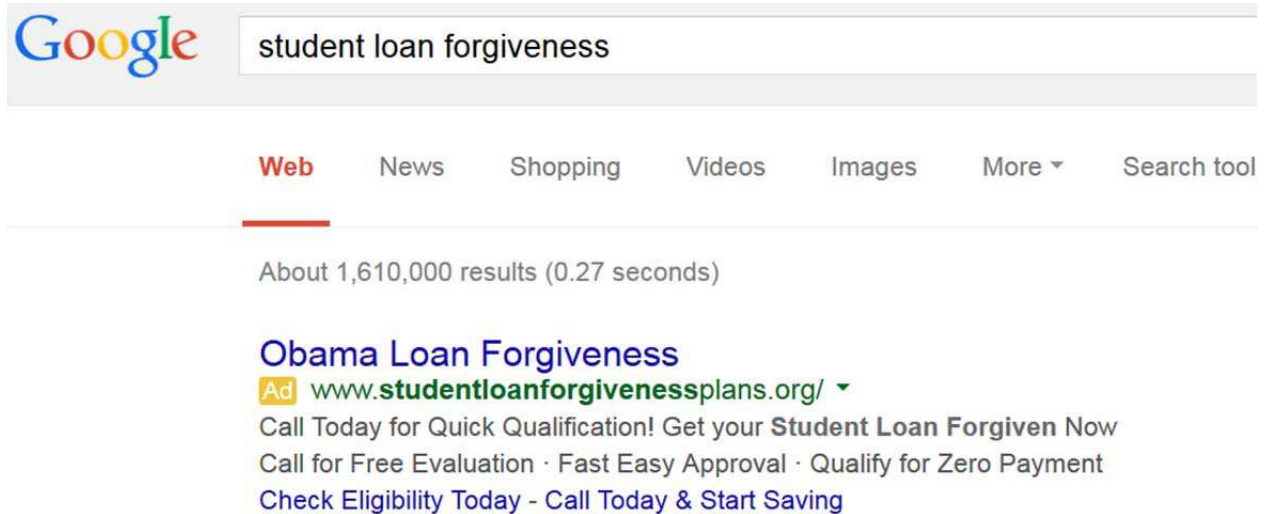 Google student loan forgiveness
Web News Shopping Videos Images More Search tool
About 1,610,000 results (0.27 seconds)
Obama Loan Forgiveness
Ad www.studentloanforgivenessplans.org/
Call Today for Quick Qualification! Get your Student Loan Forgiven Now
Call for Free Evaluation · Fast Easy Approval · Qualify for Zero Payment
Check Eligibility Today - Call Today & Start Saving